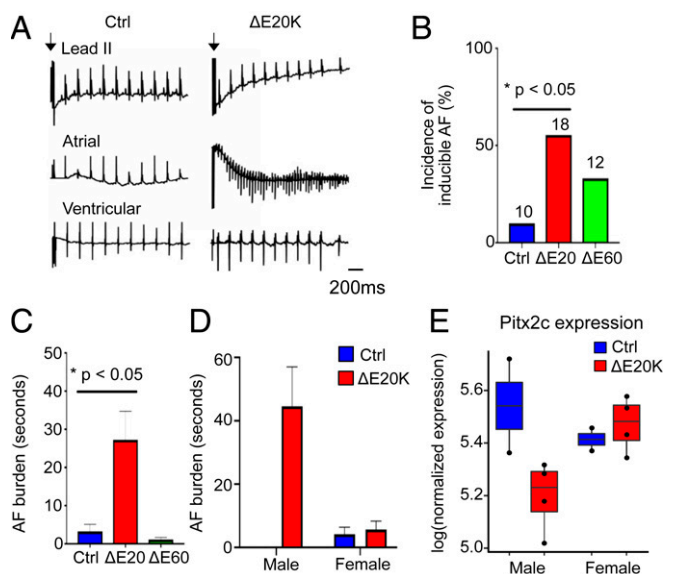 A
Ctrl
ΔE20K
Lead II
Atrial
Ventricular
200ms
B
Incidence of
inducible AF (%)
100
50
0
* p < 0.05
10
18
12
Ctrl
ΔE20
ΔE60
C
AF burden (seconds)
50
40
30
20
10
0
* p < 0.05
Ctrl
ΔE20
ΔE60
D
AF burden (seconds)
60
40
20
0
Ctrl
ΔE20K
Male
Female
E
Pitx2c expression
Ctrl
ΔE20K
log(normalized expression)
5.6
5.4
5.2
5.0
Male
Female